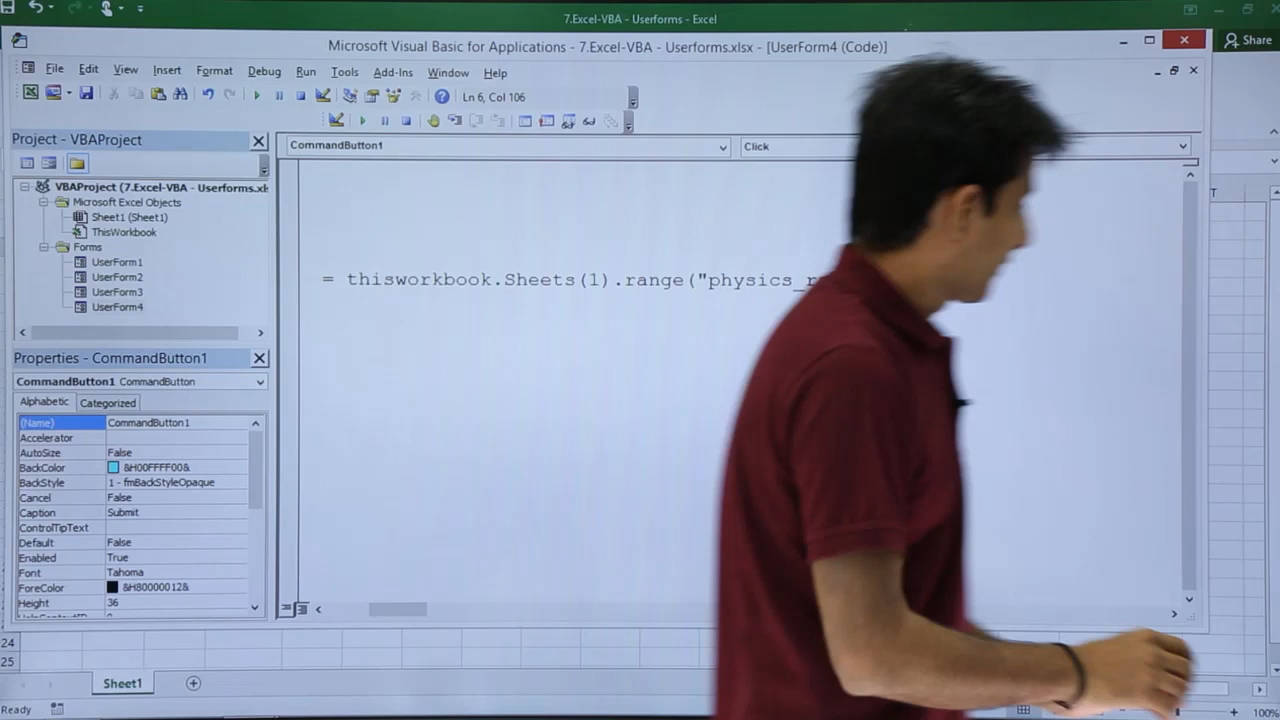 7.Excel-VBA - Userforms - Excel
Microsoft Visual Basic for Applications - 7.Excel-VBA - Userforms.xlsx - [UserForm4 (Code)]
Share
File Edit View Insert Format Debug Run Tools Add-Ins Window Help
Ln 6, Col 106
Project - VBAProject
CommandButton1
Click
VBAProject (7.Excel-VBA - Userforms.xls
Microsoft Excel Objects
Sheet1 (Sheet1)
ThisWorkbook
Forms
UserForm1
UserForm2
UserForm3
UserForm4
= thisworkbook.Sheets(1).range("physics_
Properties - CommandButton1
CommandButton1 CommandButton
Alphabetic Categorized
(Name) CommandButton1
Accelerator
AutoSize False
BackColor &H00FFFF00&
BackStyle 1 - fmBackStyleOpaque
Cancel False
Caption Submit
ControlTipText
Default False
Enabled True
Font Tahoma
ForeColor &H80000012&
Height 36
T
24
25
Sheet1
Ready
100%